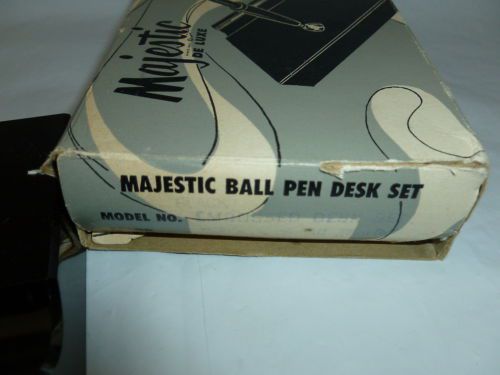 Majestic
DE LUXE
MAJESTIC BALL PEN DESK SET
MODEL NO.